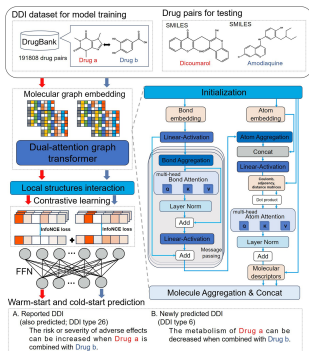 DDI dataset for model training
Drug pairs for testing
DrugBank
191808 drug pairs
Drug a
Drug b
SMILES
SMILES
Dicoumarol
Amodiaquine
Molecular graph embedding
Dual-attention graph
transformer
Local structures interaction
Contrastive learning
InfoNCE loss
+
InfoNCE loss
FFN
Warm-start and cold-start prediction
Initialization
Bond
embedding
Linear-Activation
Bond Aggregation
multi-head
Bond Attention
Q
K
V
Layer Norm
Add
Linear-Activation
Add
Message
passing
Atom
embedding
Atom Aggregation
Concat
Linear-Activation
Coulomb,
adjacency,
distance matrices
Dot product
multi-head
Atom Attention
Q
K
V
Layer Norm
Add
Molecular
descriptors
Molecule Aggregation & Concat
A. Reported DDI
(also predicted; DDI type 26)
The risk or severity of adverse effects
can be increased when Drug a is
combined with Drug b.
B. Newly predicted DDI
(DDI type 6)
The metabolism of Drug a can be
decreased when combined with Drug b.